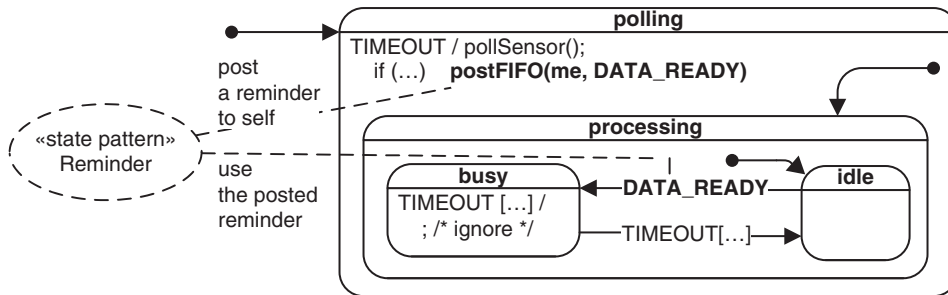 polling
TIMEOUT / pollSensor();
if (…) postFIFO(me, DATA_READY)
post
a reminder
to self
«state pattern»
Reminder
use
the posted
reminder
processing
busy
TIMEOUT […] /
; /* ignore */
DATA_READY
TIMEOUT[…]
idle